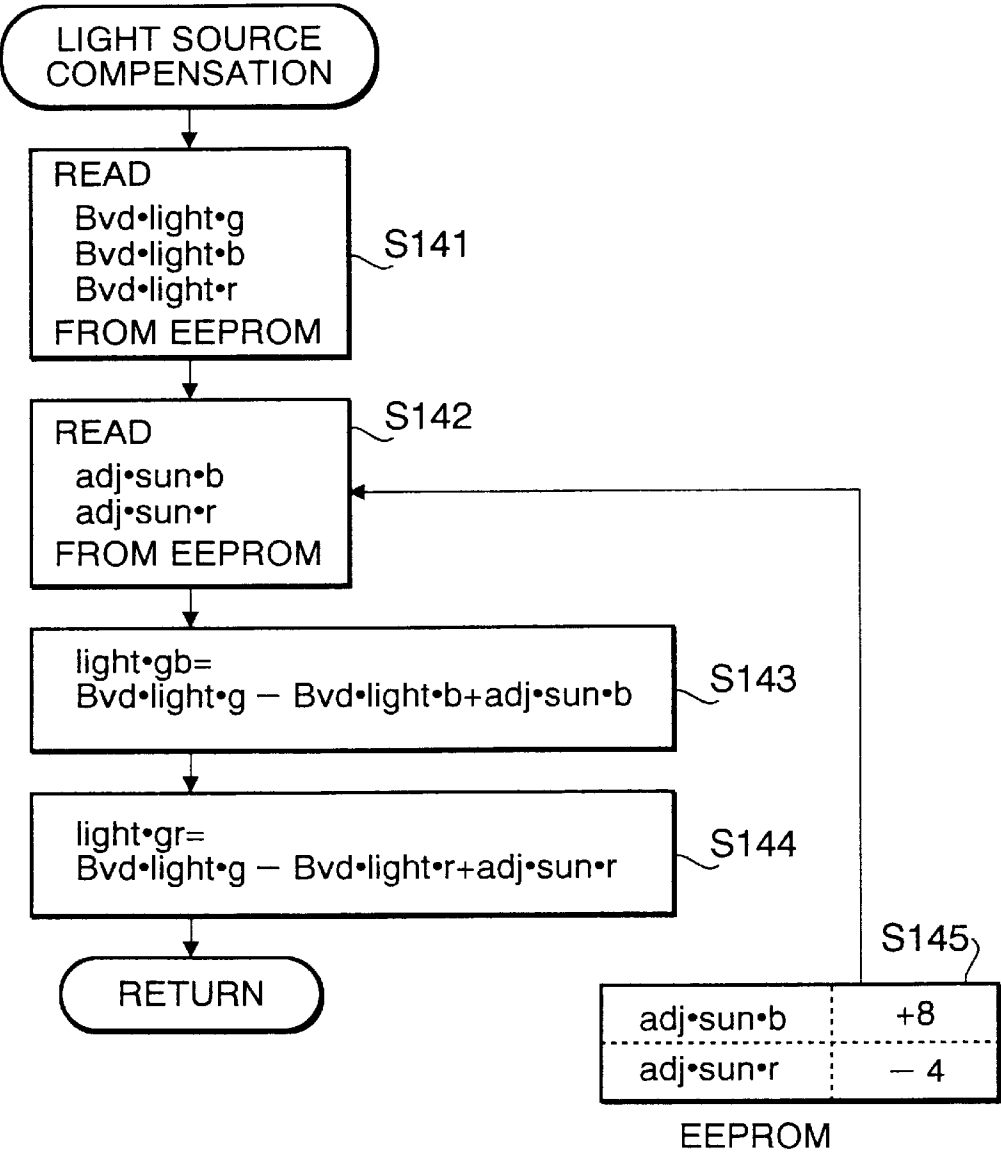 LIGHT SOURCE
COMPENSATION
READ
Bvd•light•g
Bvd•light•b
Bvd•light•r
FROM EEPROM
S141
READ
adj•sun•b
adj•sun•r
FROM EEPROM
S142
light•gb=
Bvd•light•g − Bvd•light•b+adj•sun•b
S143
light•gr=
Bvd•light•g − Bvd•light•r+adj•sun•r
S144
RETURN
S145
adj•sun•b +8
adj•sun•r − 4
EEPROM